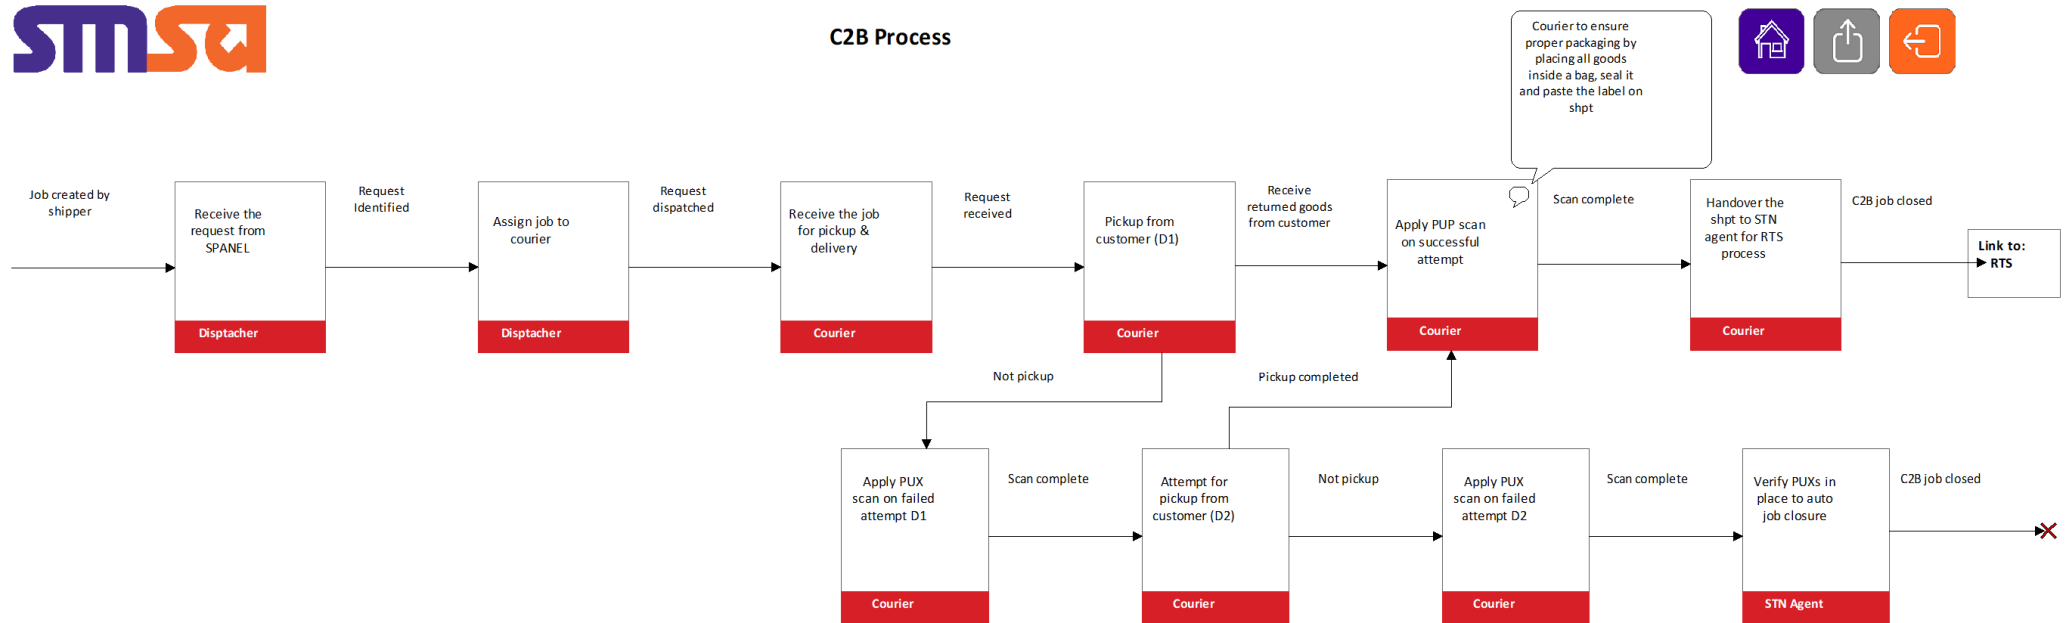 smsa
C2B Process
Courier to ensure
proper packaging by
placing all goods
inside a bag, seal it
and paste the label on
shpt
Job created by
shipper
Receive the
request from
SPANEL
Disptacher
Request
Identified
Assign job to
courier
Disptacher
Request
dispatched
Receive the job
for pickup &
delivery
Courier
Request
received
Pickup from
customer (D1)
Courier
Receive
returned goods
from customer
Apply PUP scan
on successful
attempt
Courier
Scan complete
Handover the
shpt to STN
agent for RTS
process
Courier
C2B job closed
Link to:
RTS
Not pickup
Pickup completed
Apply PUX
scan on failed
attempt D1
Courier
Scan complete
Attempt for
pickup from
customer (D2)
Courier
Not pickup
Apply PUX
scan on failed
attempt D2
Courier
Scan complete
Verify PUXs in
place to auto
job closure
STN Agent
C2B job closed